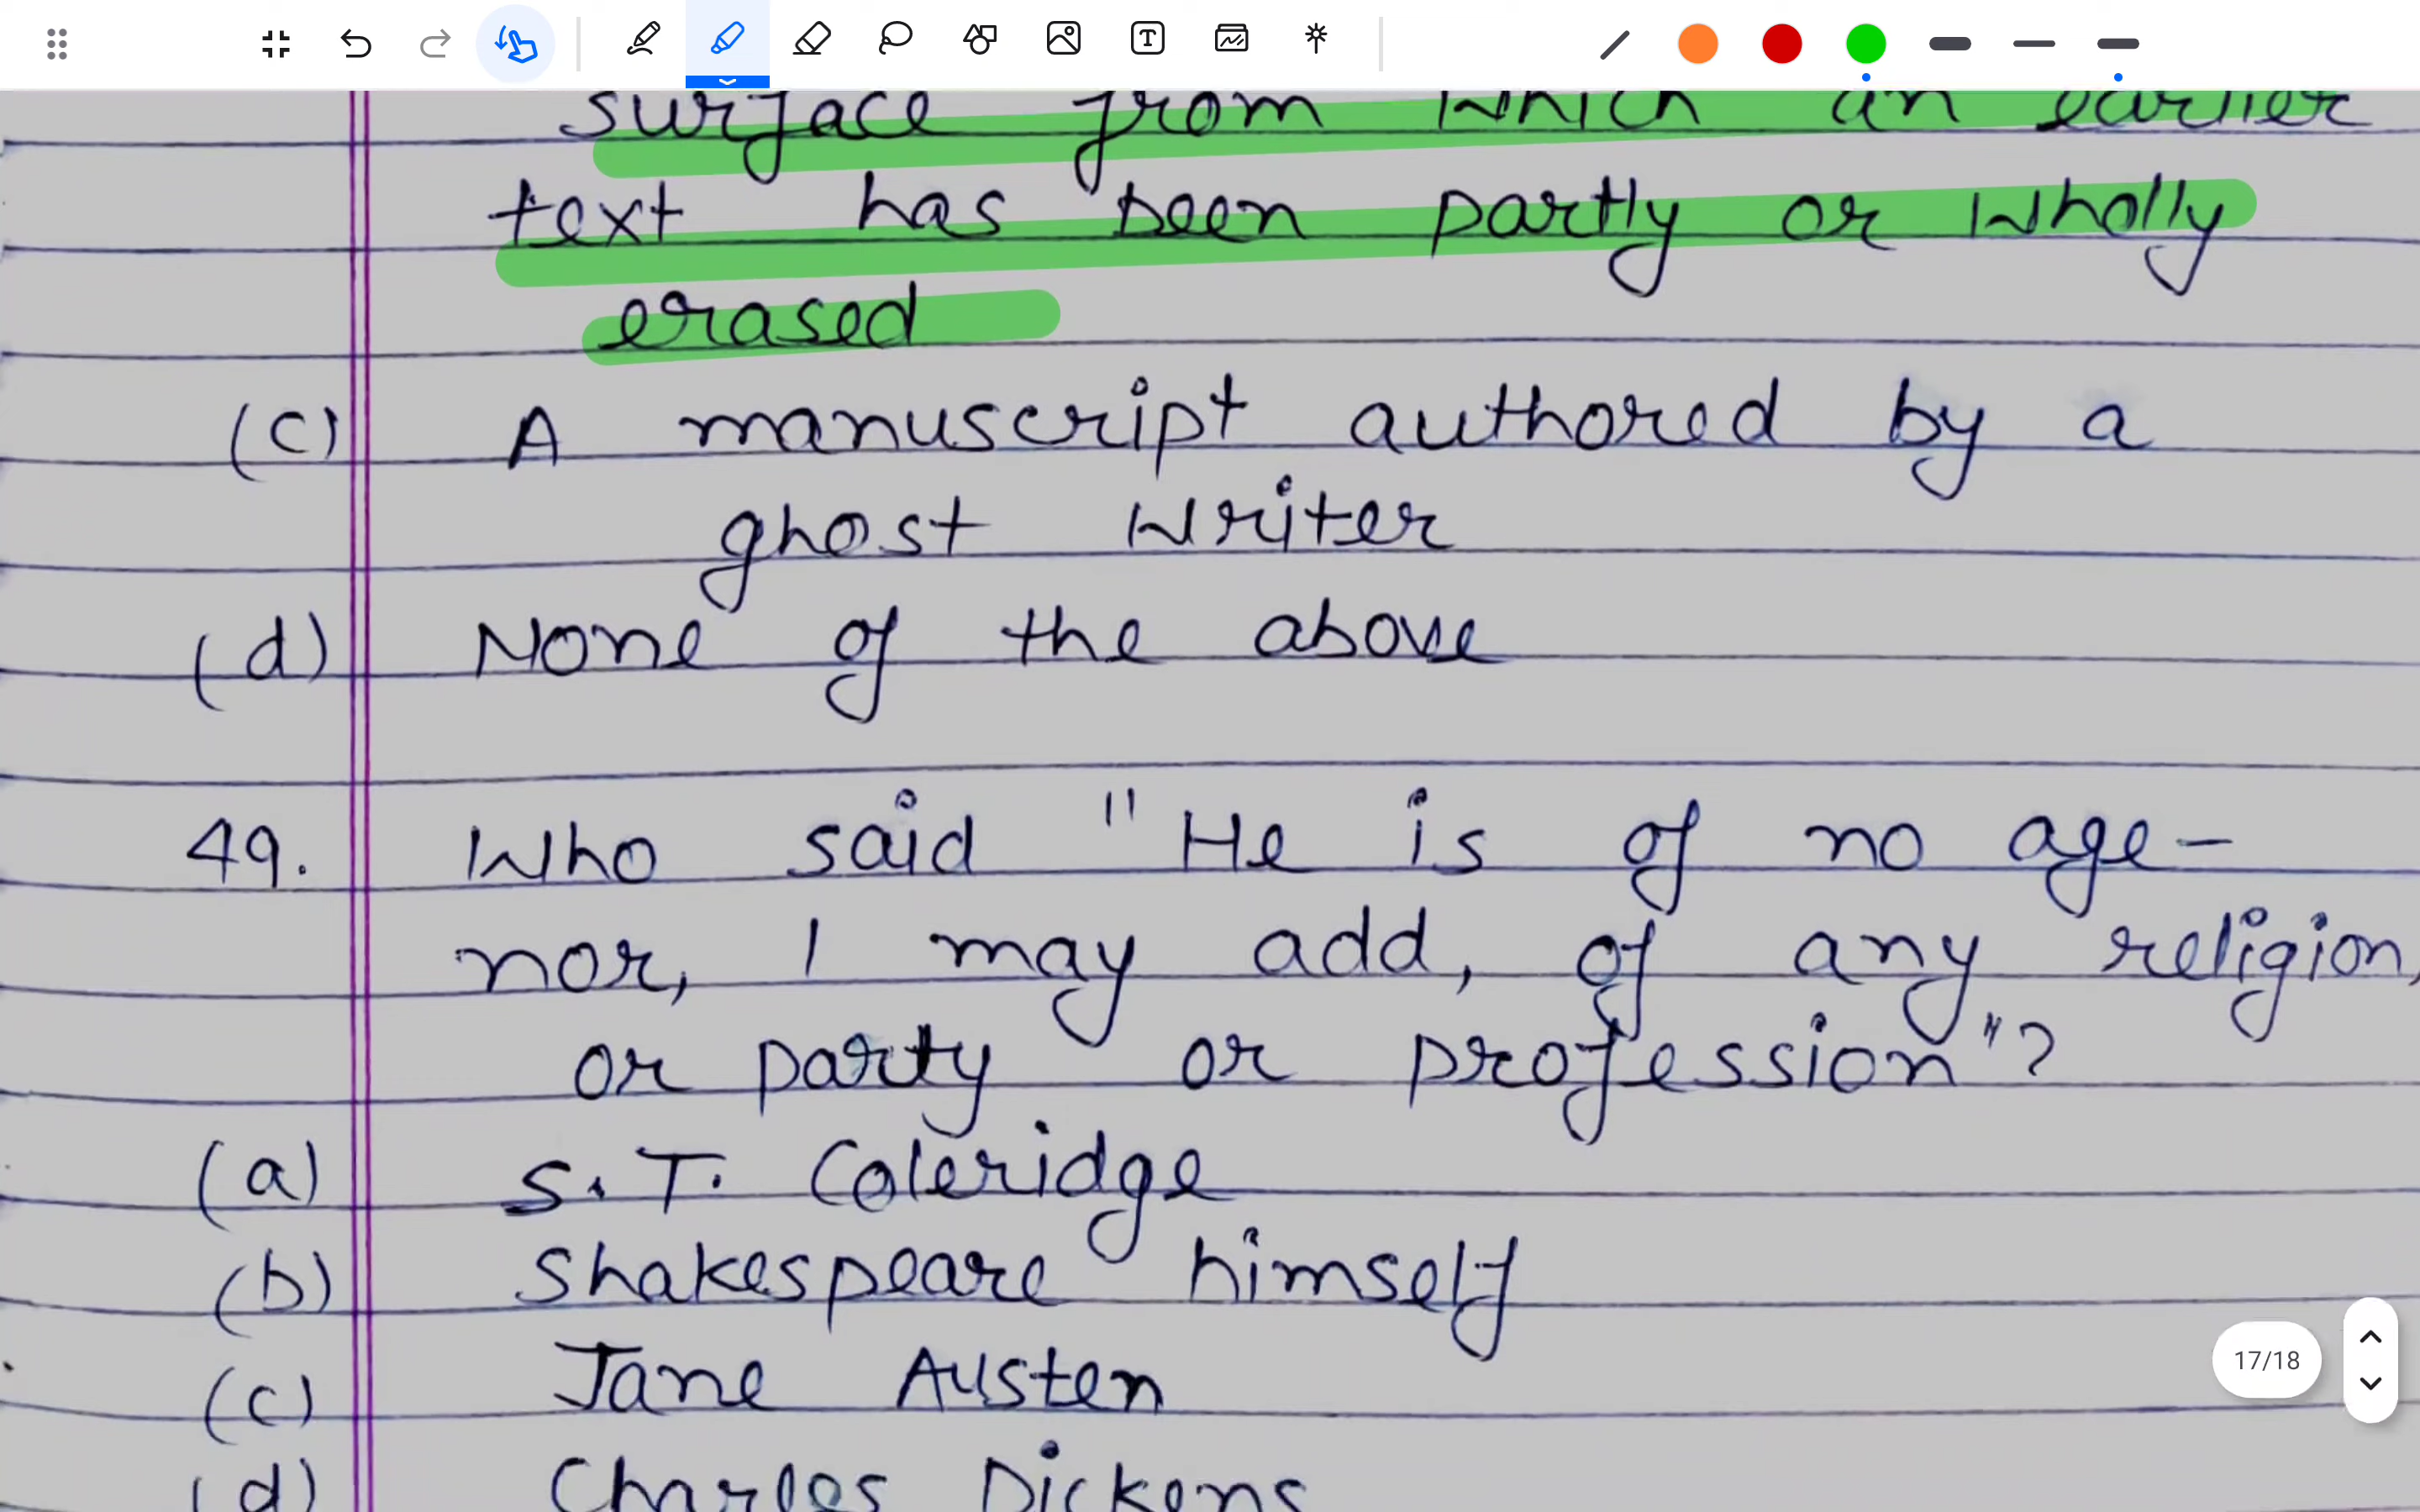 surface from which an earlier
text has been partly or wholly
erased
(c) A manuscript authored by a
ghost writer
(d) None of the above
49. Who said "He is of no age-
nor, I may add, of any religion,
or party or profession"?
(a) S.T. Coleridge
(b) Shakespeare himself
(c) Jane Austen
(d) Charles Dickens
17/18